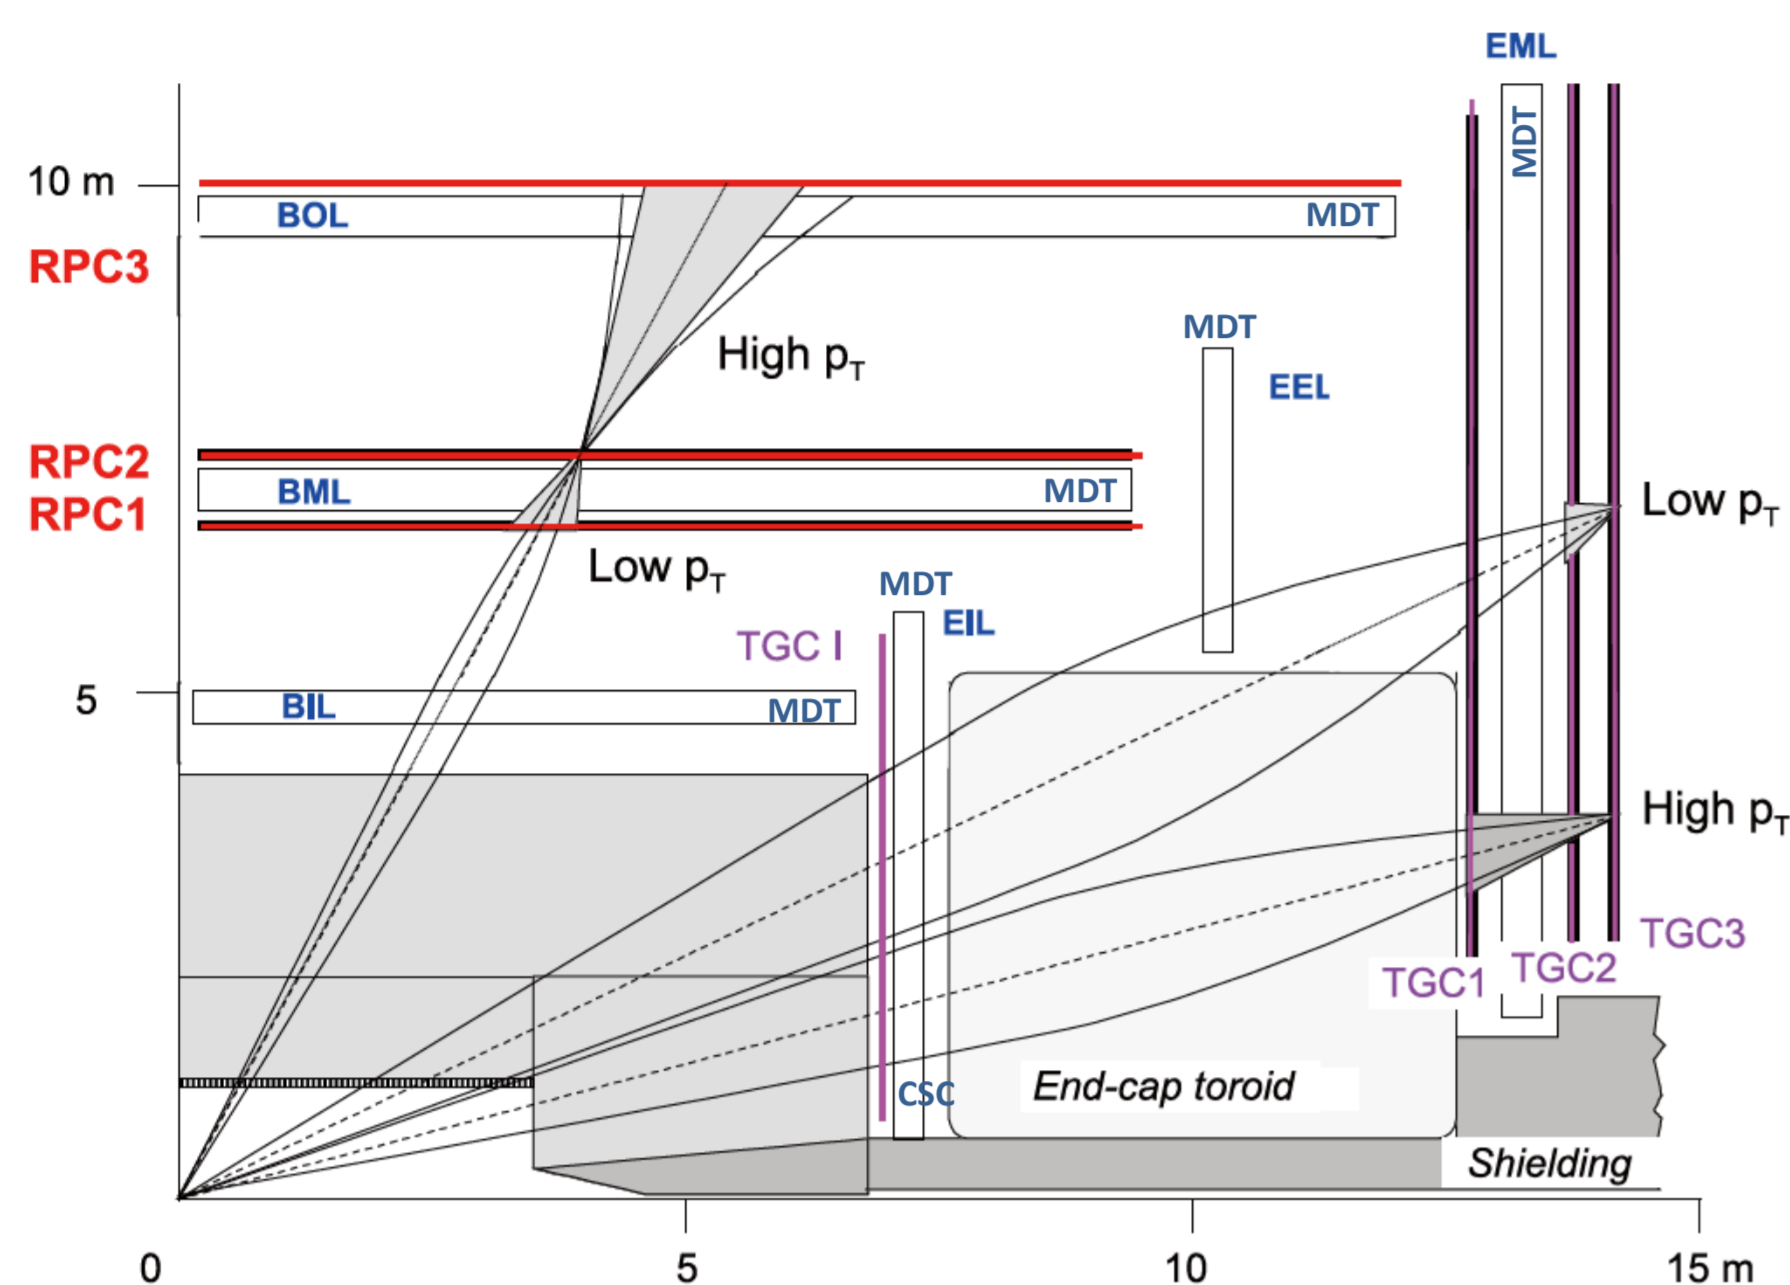 EML
MDT
10 m
BOL
MDT
RPC3
MDT
High pT
EEL
RPC2
BML
MDT
RPC1
Low pT
Low pT
MDT
EIL
TGC I
5
BIL
MDT
High pT
TGC3
TGC2
TGC1
CSC
End-cap toroid
Shielding
0
5
10
15 m